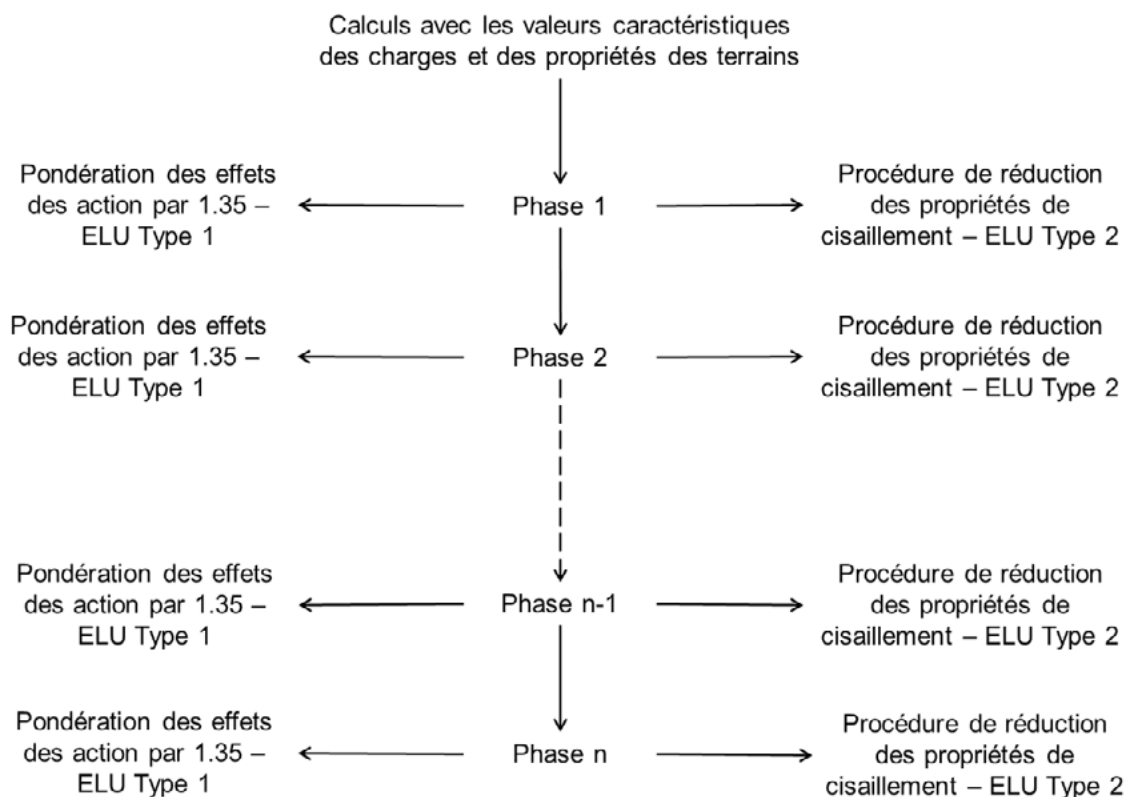 Calculs avec les valeurs caractéristiques
des charges et des propriétés des terrains
Pondération des effets
des action par 1.35 –
ELU Type 1
Phase 1
Procédure de réduction
des propriétés de
cisaillement – ELU Type 2
Pondération des effets
des action par 1.35 –
ELU Type 1
Phase 2
Procédure de réduction
des propriétés de
cisaillement – ELU Type 2
Pondération des effets
des action par 1.35 –
ELU Type 1
Phase n-1
Procédure de réduction
des propriétés de
cisaillement – ELU Type 2
Pondération des effets
des action par 1.35 –
ELU Type 1
Phase n
Procédure de réduction
des propriétés de
cisaillement – ELU Type 2